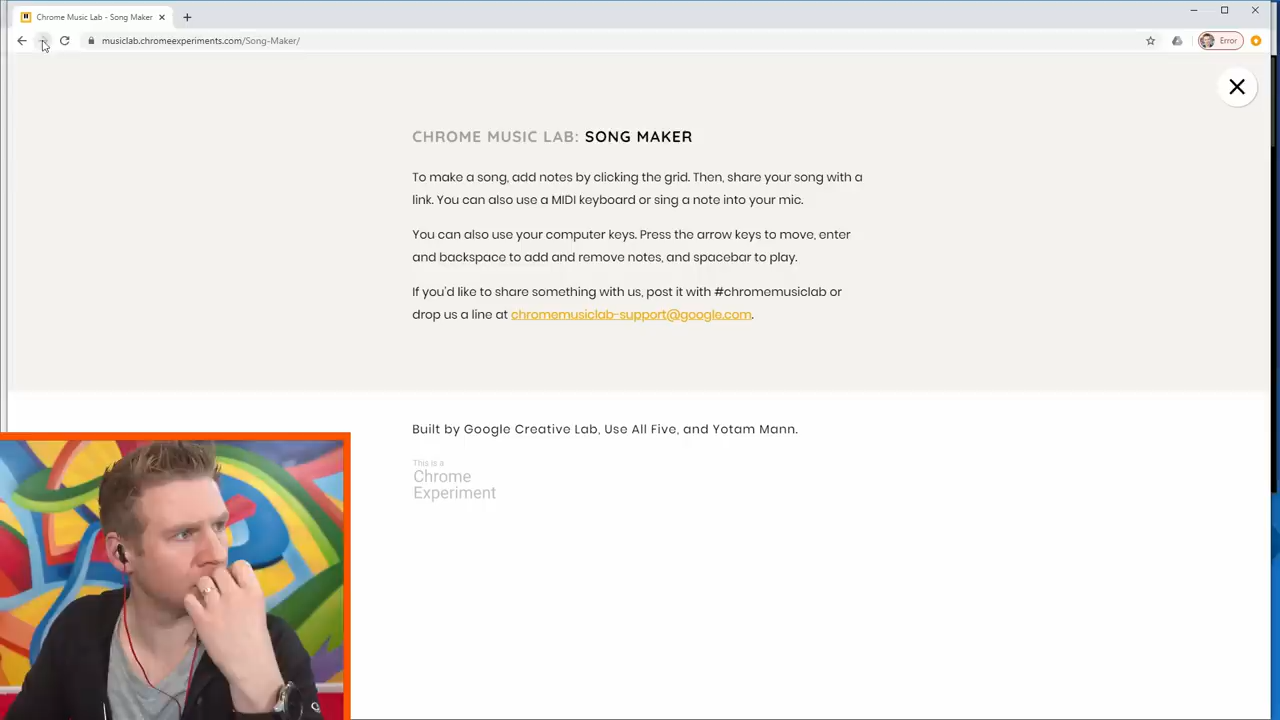 Chrome Music Lab - Song Maker
musiclab.chromeexperiments.com/Song-Maker/
Error
CHROME MUSIC LAB: SONG MAKER
To make a song, add notes by clicking the grid. Then, share your song with a
link. You can also use a MIDI keyboard or sing a note into your mic.
You can also use your computer keys. Press the arrow keys to move, enter
and backspace to add and remove notes, and spacebar to play.
If you'd like to share something with us, post it with #chromemusiclab or
drop us a line at chromemusiclab-support@google.com.
Built by Google Creative Lab, Use All Five, and Yotam Mann.
This is a
Chrome
Experiment